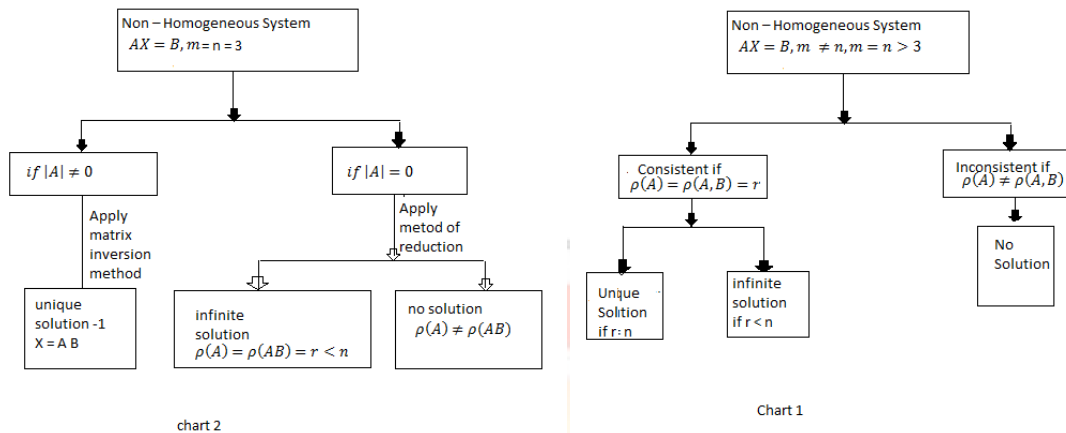 Non – Homogeneous System
AX = B, m = n = 3
if |A| ≠ 0
if |A| = 0
Apply
matrix
inversion
method
Apply
metod of
reduction
unique
solution -1
X = A B
infinite
solution
ρ(A) = ρ(AB) = r < n
no solution
ρ(A) ≠ ρ(AB)
chart 2
Non – Homogeneous System
AX = B, m ≠ n, m = n > 3
Consistent if
ρ(A) = ρ(A, B) = r
Inconsistent if
ρ(A) ≠ ρ(A, B)
Unique
Soltion
if r = n
infinite
solution
if r < n
No
Solution
Chart 1